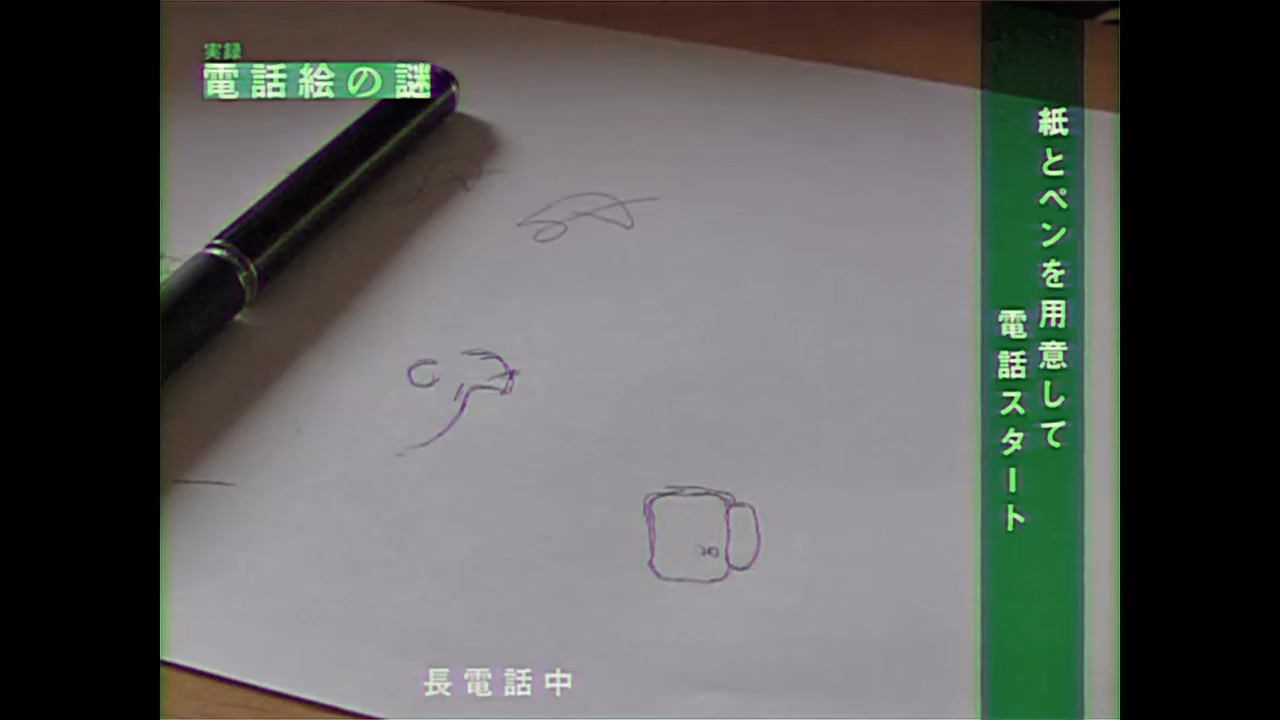 実録
電話絵の謎
紙とペンを用意して
電話スタート
長電話中